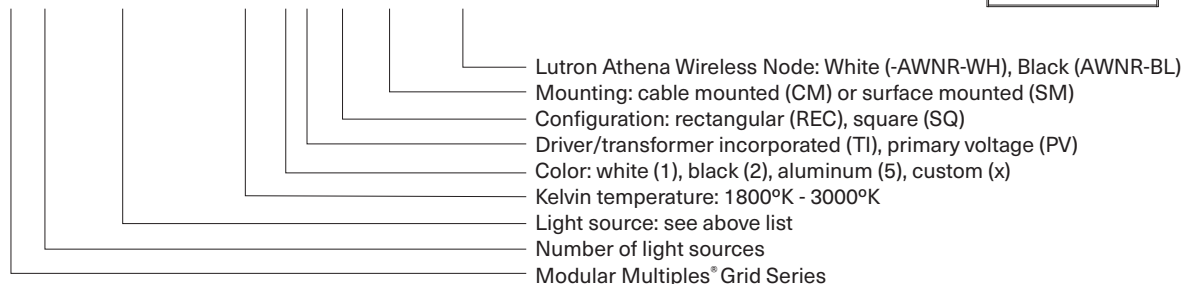 Lutron Athena Wireless Node: White (-AWNR-WH), Black (AWNR-BL)
Mounting: cable mounted (CM) or surface mounted (SM)
Configuration: rectangular (REC), square (SQ)
Driver/transformer incorporated (TI), primary voltage (PV)
Color: white (1), black (2), aluminum (5), custom (x)
Kelvin temperature: 1800ºK - 3000ºK
Light source: see above list
Number of light sources
Modular Multiples® Grid Series